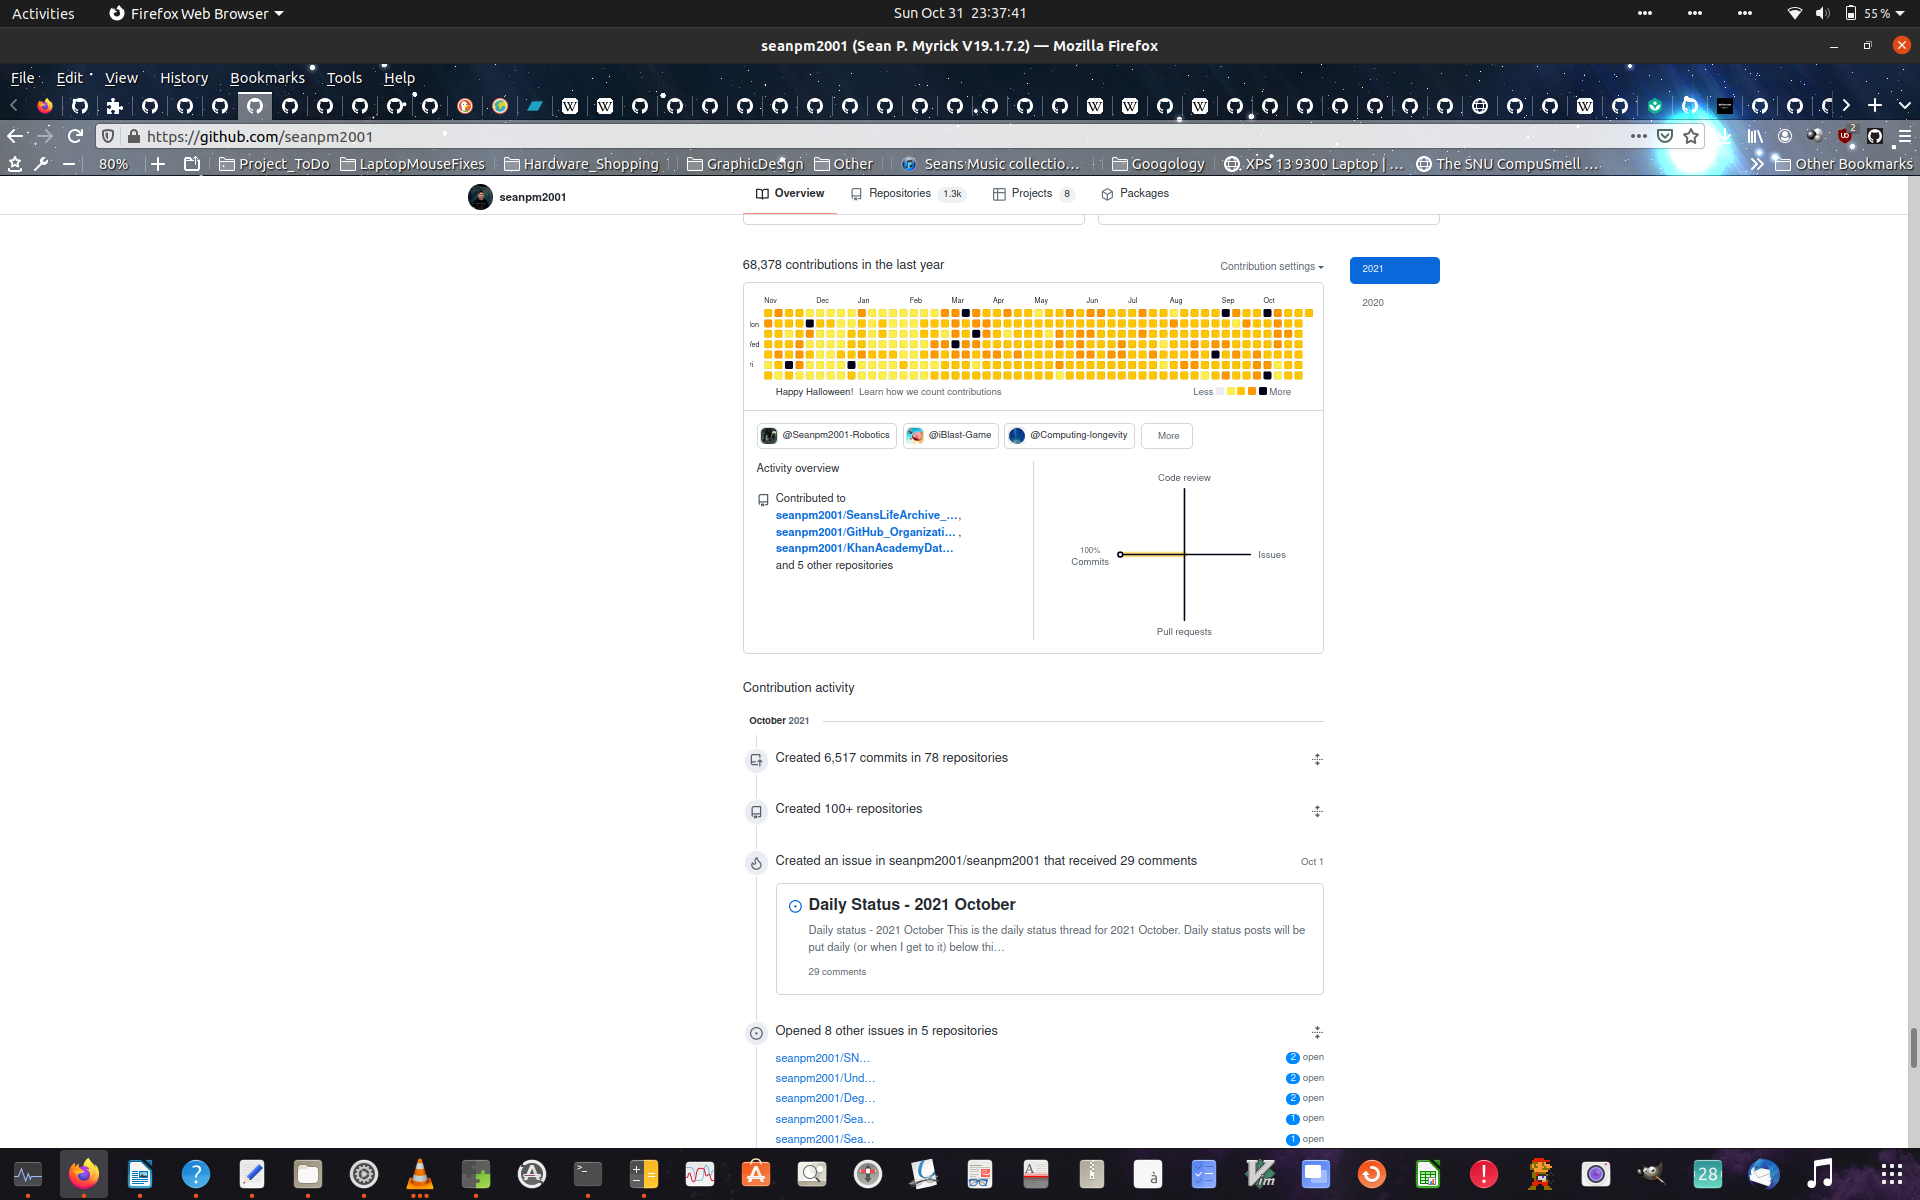 Activities
Firefox Web Browser
Sun Oct 31 23:37:41
55 %
seanpm2001 (Sean P. Myrick V19.1.7.2) — Mozilla Firefox
File Edit View History Bookmarks Tools Help
https://github.com/seanpm2001
80% Project_ToDo LaptopMouseFixes Hardware_Shopping GraphicDesign Other Seans Music collectio… Googology XPS 13 9300 Laptop | … The SNU CompuSmell … Other Bookmarks
seanpm2001
Overview Repositories 1.3k Projects 8 Packages
68,378 contributions in the last year
Contribution settings
2021
2020
Nov Dec Jan Feb Mar Apr May Jun Jul Aug Sep Oct
Happy Halloween! Learn how we count contributions
Less More
@Seanpm2001-Robotics @iBlast-Game @Computing-longevity More
Activity overview
Contributed to
seanpm2001/SeansLifeArchive_…,
seanpm2001/GitHub_Organizati… ,
seanpm2001/KhanAcademyDat…
and 5 other repositories
Code review
100%
Commits
Issues
Pull requests
Contribution activity
October 2021
Created 6,517 commits in 78 repositories
Created 100+ repositories
Created an issue in seanpm2001/seanpm2001 that received 29 comments
Oct 1
Daily Status - 2021 October
Daily status - 2021 October This is the daily status thread for 2021 October. Daily status posts will be
put daily (or when I get to it) below thi…
29 comments
Opened 8 other issues in 5 repositories
seanpm2001/SN… 2 open
seanpm2001/Und… 2 open
seanpm2001/Deg… 2 open
seanpm2001/Sea… 1 open
seanpm2001/Sea… 1 open
28